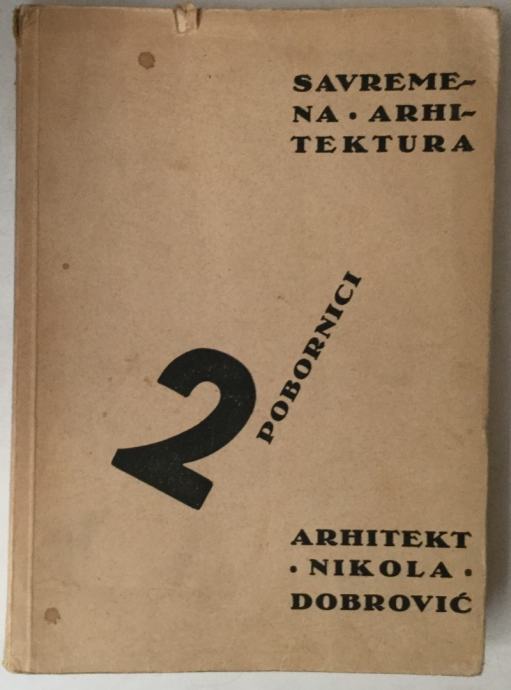 SAVREME~
NA • ARHI~
TEKTURA
2
POBORNICI
ARHITEKT
• NIKOLA •
DOBROVIĆ